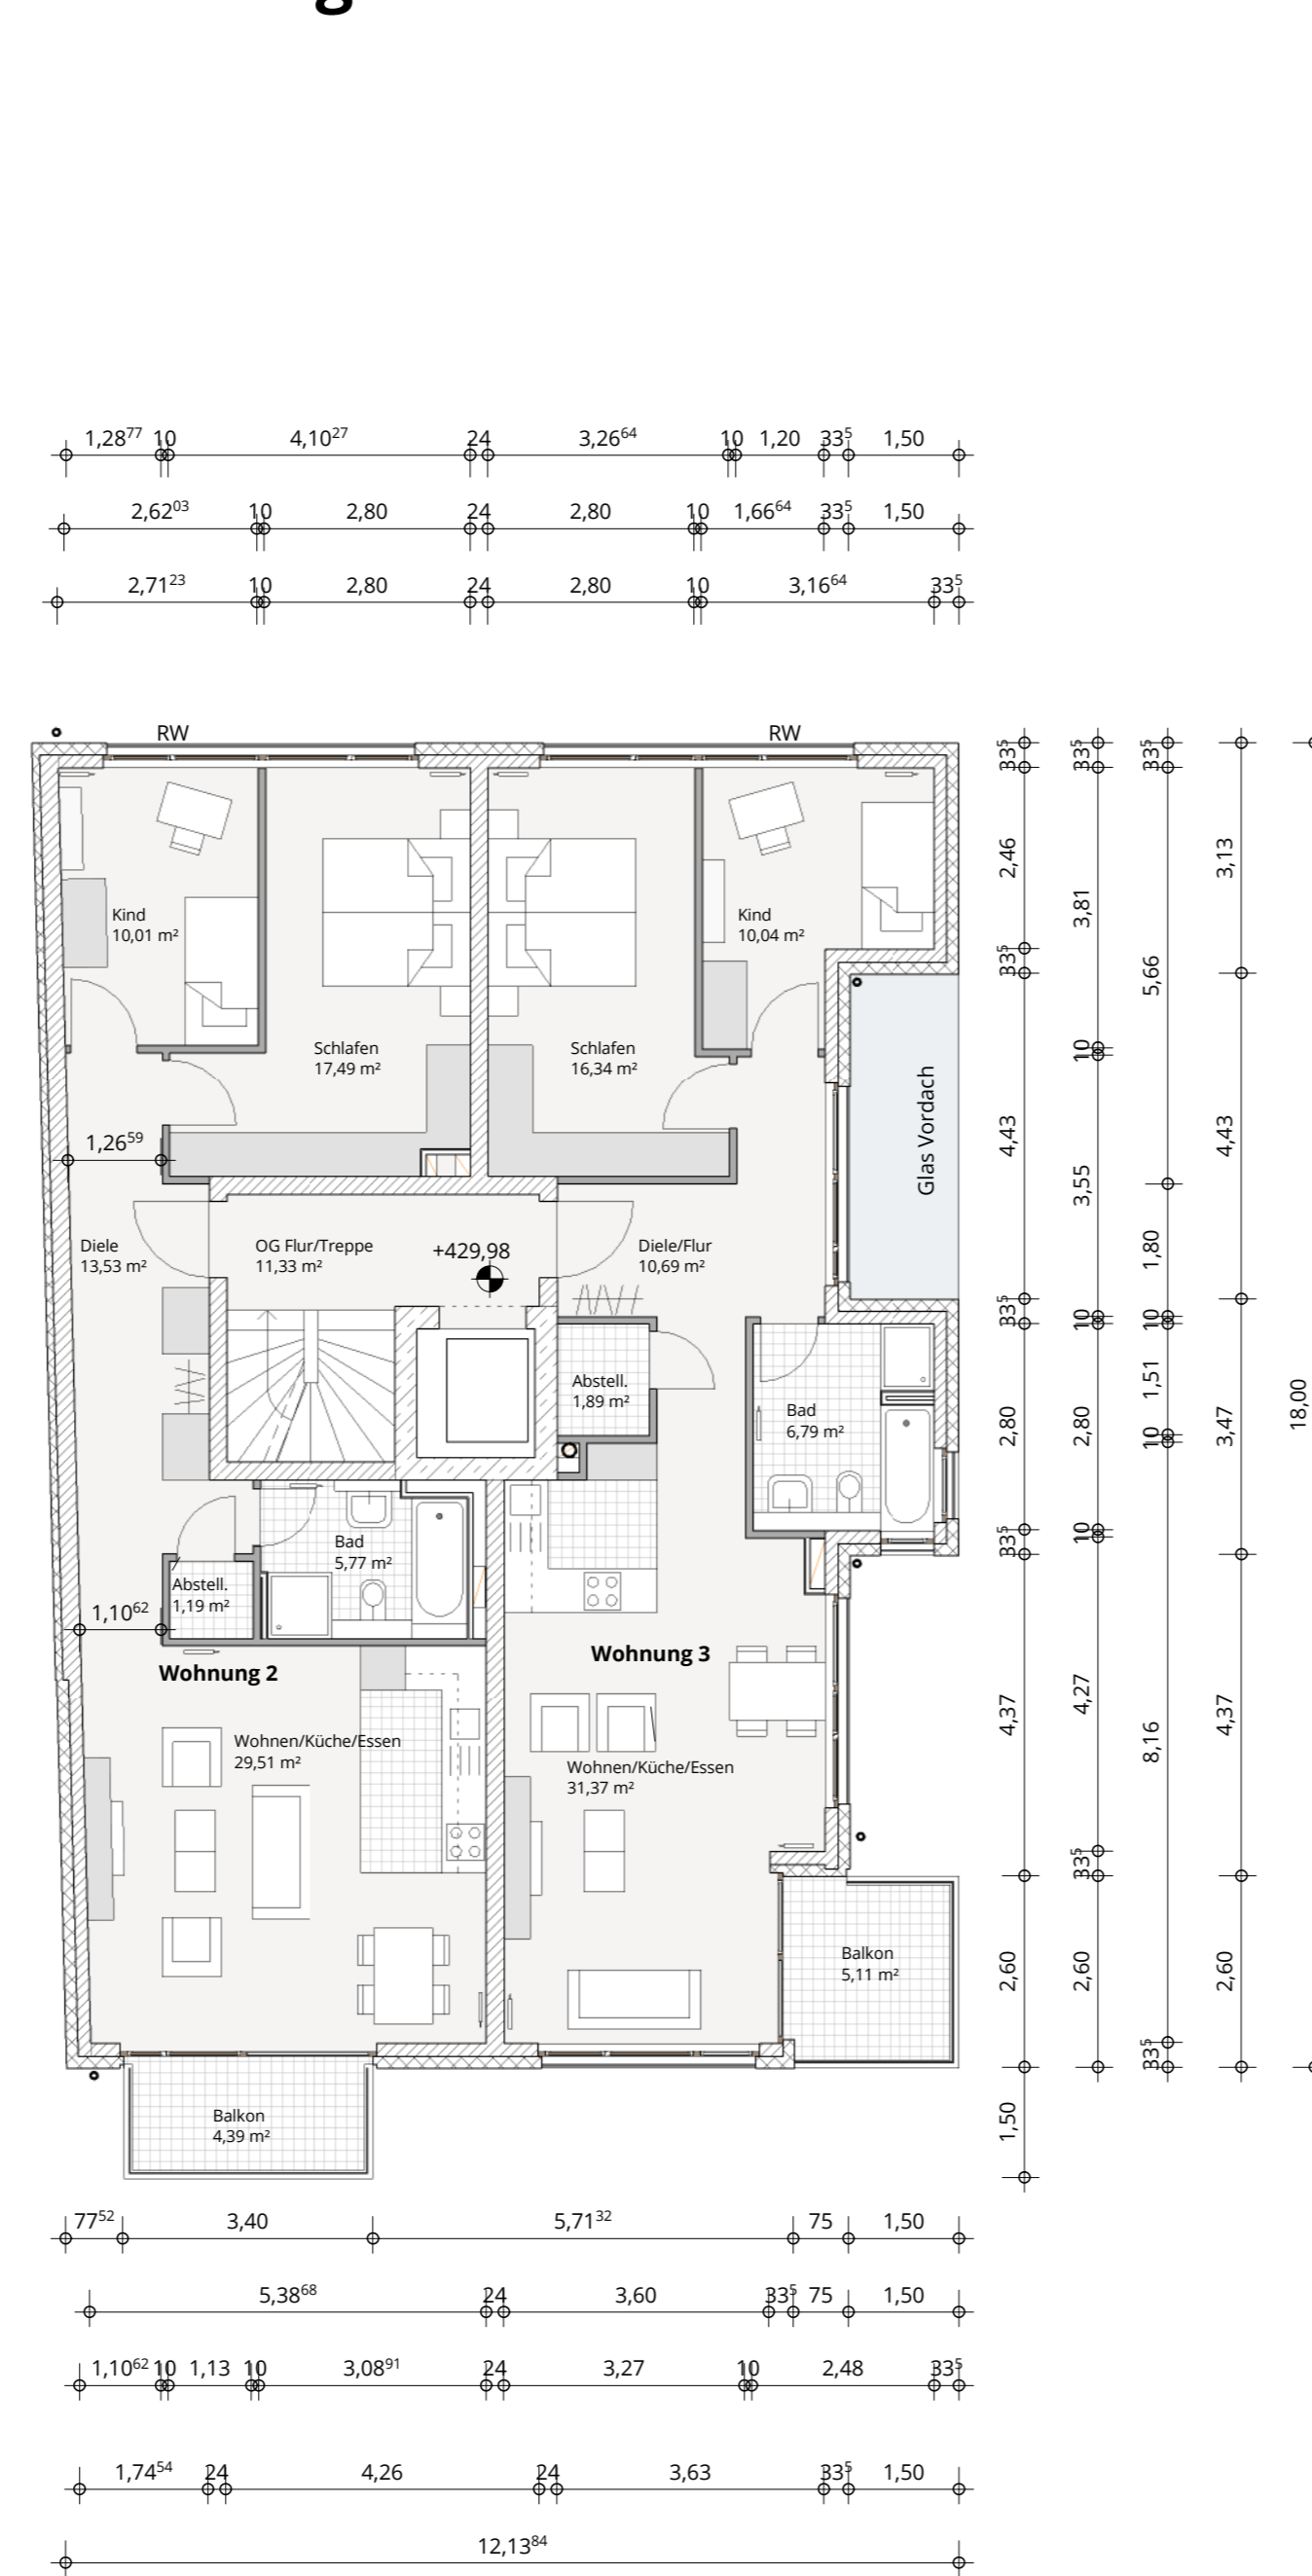 g
1,28⁷⁷ 10 4,10²⁷ 24 3,26⁶⁴ 10 1,20 33⁵ 1,50
2,62⁰³ 10 2,80 24 2,80 10 1,66⁶⁴ 33⁵ 1,50
2,71²³ 10 2,80 24 2,80 10 3,16⁶⁴ 33⁵
RW RW
Kind
10,01 m²
Kind
10,04 m²
Schlafen
17,49 m²
Schlafen
16,34 m²
Glas Vordach
1,26⁵⁹
Diele
13,53 m²
OG Flur/Treppe
11,33 m²
+429,98
Diele/Flur
10,69 m²
Abstell.
1,89 m²
Bad
6,79 m²
Bad
5,77 m²
Abstell.
1,19 m²
1,10⁶²
Wohnung 2
Wohnung 3
Wohnen/Küche/Essen
29,51 m²
Wohnen/Küche/Essen
31,37 m²
Balkon
5,11 m²
Balkon
4,39 m²
33⁵ 2,46 33⁵ 4,43 33⁵ 2,80 33⁵ 4,37 2,60 1,50
33⁵ 3,81 10 3,55 10 2,80 10 4,27 33⁵ 2,60
33⁵ 5,66 1,80 10 1,51 10 8,16 33⁵
3,13 4,43 3,47 4,37 2,60
18,00
77⁵² 3,40 5,71³² 75 1,50
5,38⁶⁸ 24 3,60 33⁵ 75 1,50
1,10⁶² 10 1,13 10 3,08⁹¹ 24 3,27 10 2,48 33⁵
1,74⁵⁴ 24 4,26 24 3,63 33⁵ 1,50
12,13⁸⁴